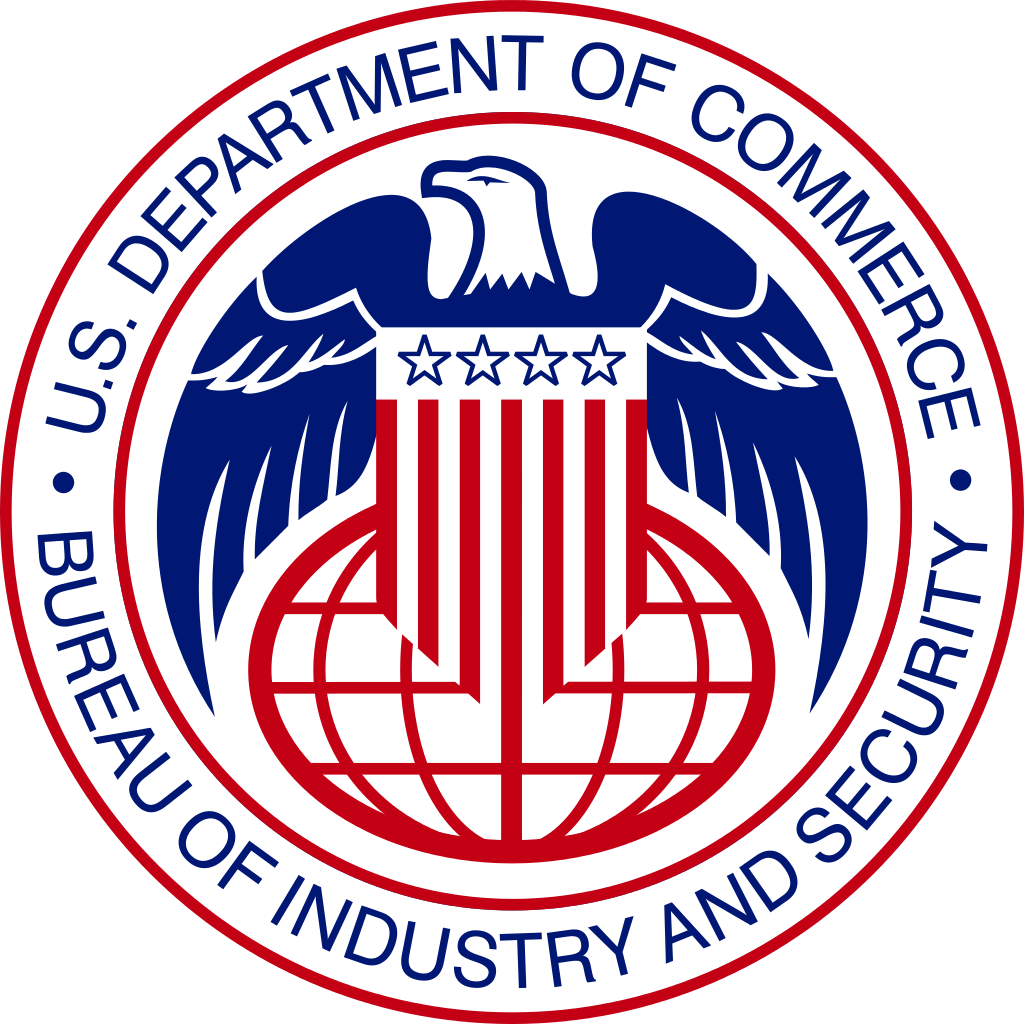 U.S. DEPARTMENT OF COMMERCE
• BUREAU OF INDUSTRY AND SECURITY •